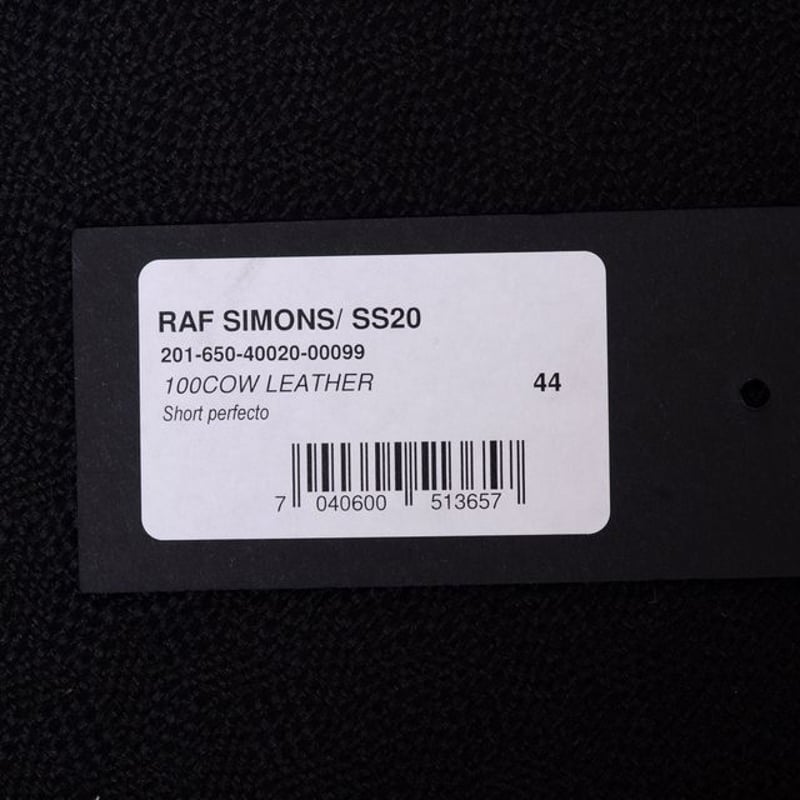 RAF SIMONS/ SS20
201-650-40020-00099
100COW LEATHER 44
Short perfecto
7 040600 513657